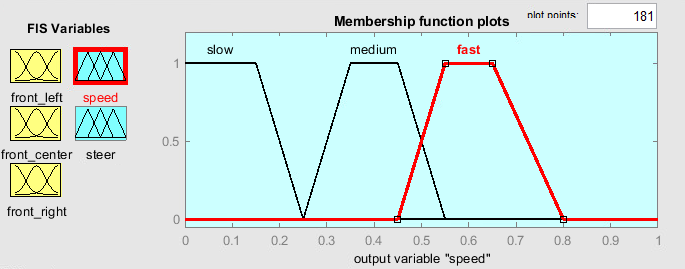 FIS Variables
front_left
speed
front_center
steer
front_right
Membership function plots
plot points:
181
slow
medium
fast
1
0.5
0
0
0.1
0.2
0.3
0.4
0.5
0.6
0.7
0.8
0.9
1
output variable "speed"